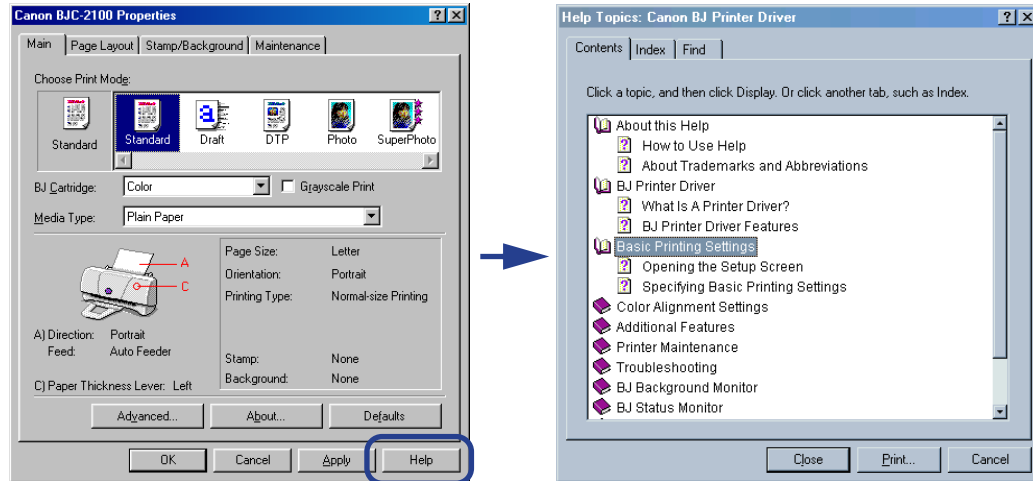 Canon BJC-2100 Properties
Main Page Layout Stamp/Background Maintenance
Choose Print Mode:
Standard
Standard Draft DTP Photo SuperPhoto
BJ Cartridge: Color Grayscale Print
Media Type: Plain Paper
A
C
A) Direction: Portrait
Feed: Auto Feeder
C) Paper Thickness Lever: Left
Page Size: Letter
Orientation: Portrait
Printing Type: Normal-size Printing
Stamp: None
Background: None
Advanced... About... Defaults
OK Cancel Apply Help
Help Topics: Canon BJ Printer Driver
Contents Index Find
Click a topic, and then click Display. Or click another tab, such as Index.
About this Help
How to Use Help
About Trademarks and Abbreviations
BJ Printer Driver
What Is A Printer Driver?
BJ Printer Driver Features
Basic Printing Settings
Opening the Setup Screen
Specifying Basic Printing Settings
Color Alignment Settings
Additional Features
Printer Maintenance
Troubleshooting
BJ Background Monitor
BJ Status Monitor
Close Print... Cancel